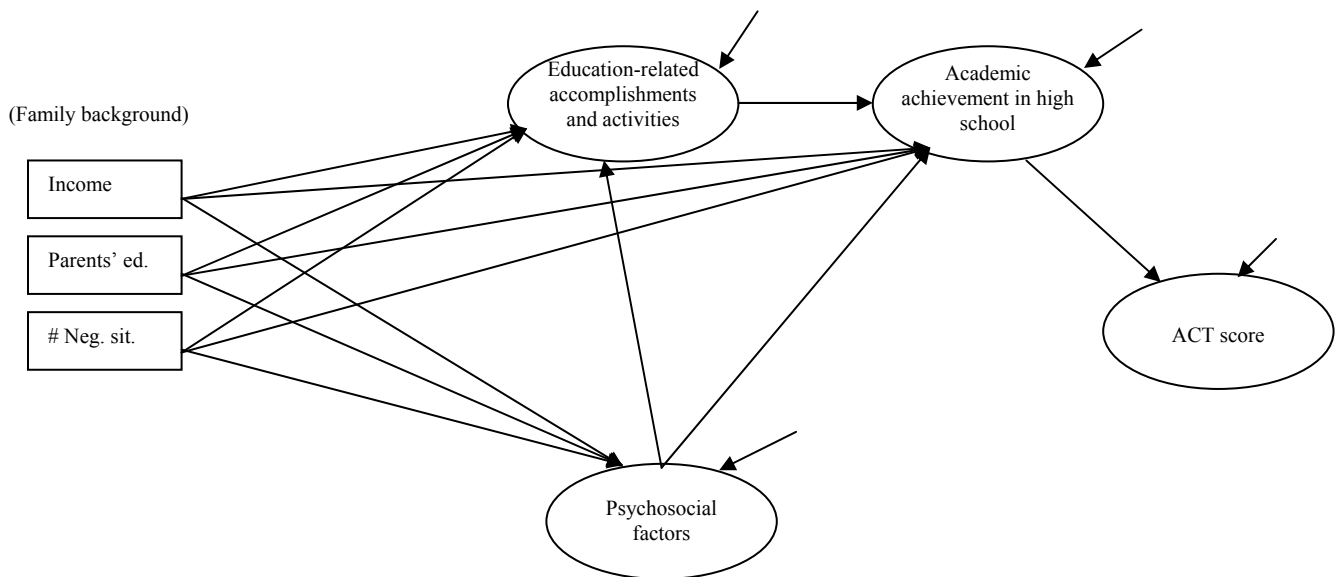 Education-related
accomplishments
and activities
Academic
achievement in high
school
(Family background)
Income
Parents’ ed.
# Neg. sit.
ACT score
Psychosocial
factors